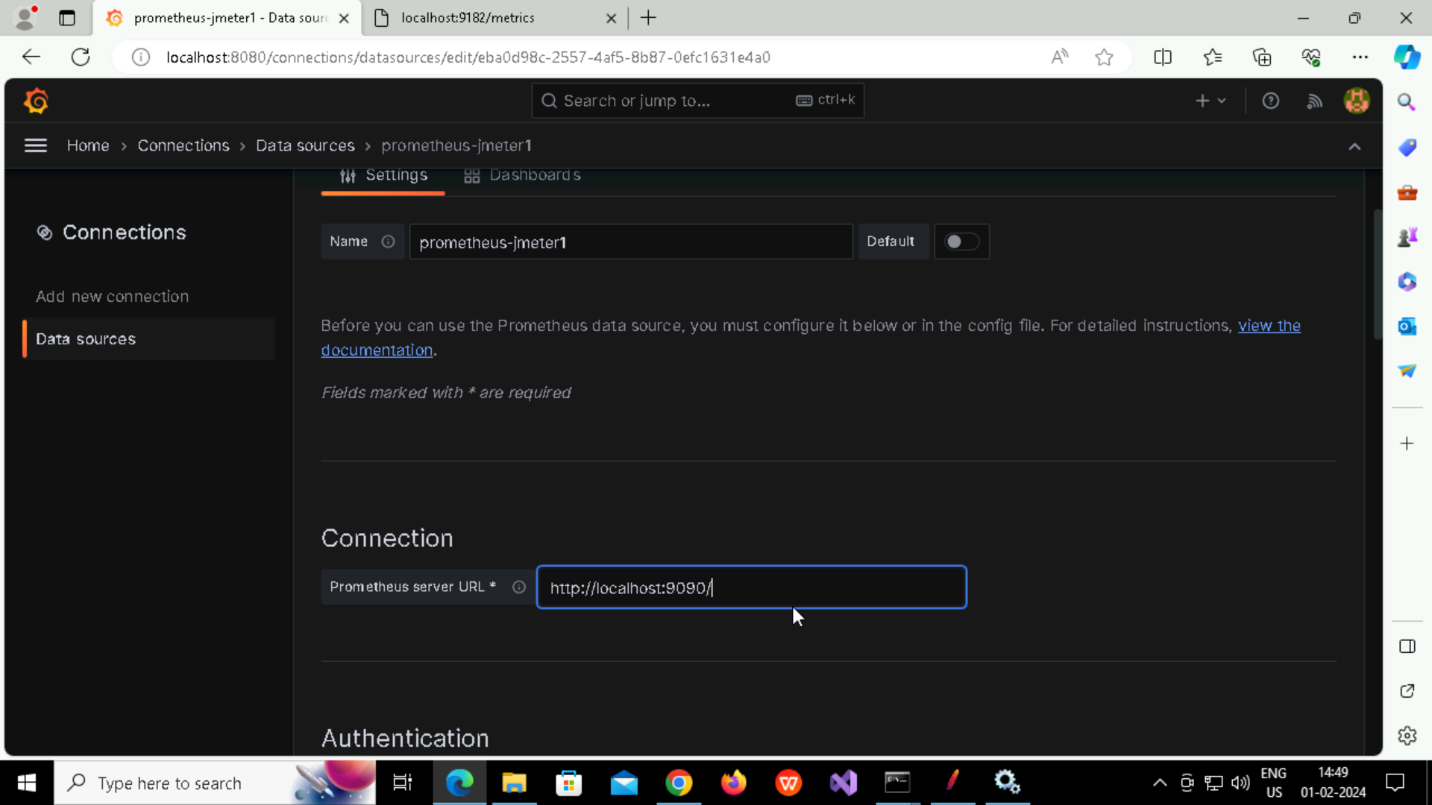 prometheus-jmeter1 - Data sour
localhost:9182/metrics
localhost:8080/connections/datasources/edit/eba0d98c-2557-4af5-8b87-0efc1631e4a0
Search or jump to...
ctrl+k
Home › Connections › Data sources › prometheus-jmeter1
Settings
Dashboards
Connections
Add new connection
Data sources
Name
prometheus-jmeter1
Default
Before you can use the Prometheus data source, you must configure it below or in the config file. For detailed instructions, view the
documentation.
Fields marked with * are required
Connection
Prometheus server URL *
http://localhost:9090/
Authentication
Type here to search
ENG
US
14:49
01-02-2024